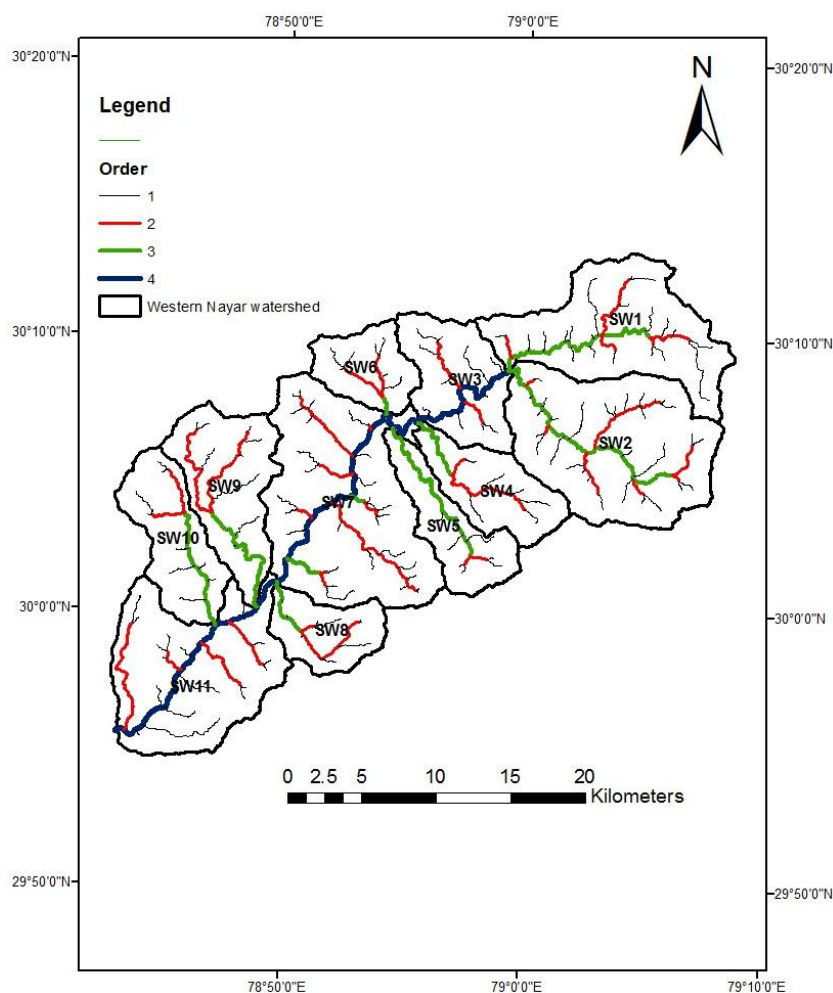 78°50'0"E
79°0'0"E
30°20'0"N
30°20'0"N
N
Legend
Order
1
2
3
4
Western Nayar watershed
SW1
30°10'0"N
30°10'0"N
SW6
SW3
SW2
SW9
SW4
SW7
SW5
SW10
30°0'0"N
30°0'0"N
SW8
SW11
0 2.5 5 10 15 20
Kilometers
29°50'0"N
29°50'0"N
78°50'0"E
79°0'0"E
79°10'0"E